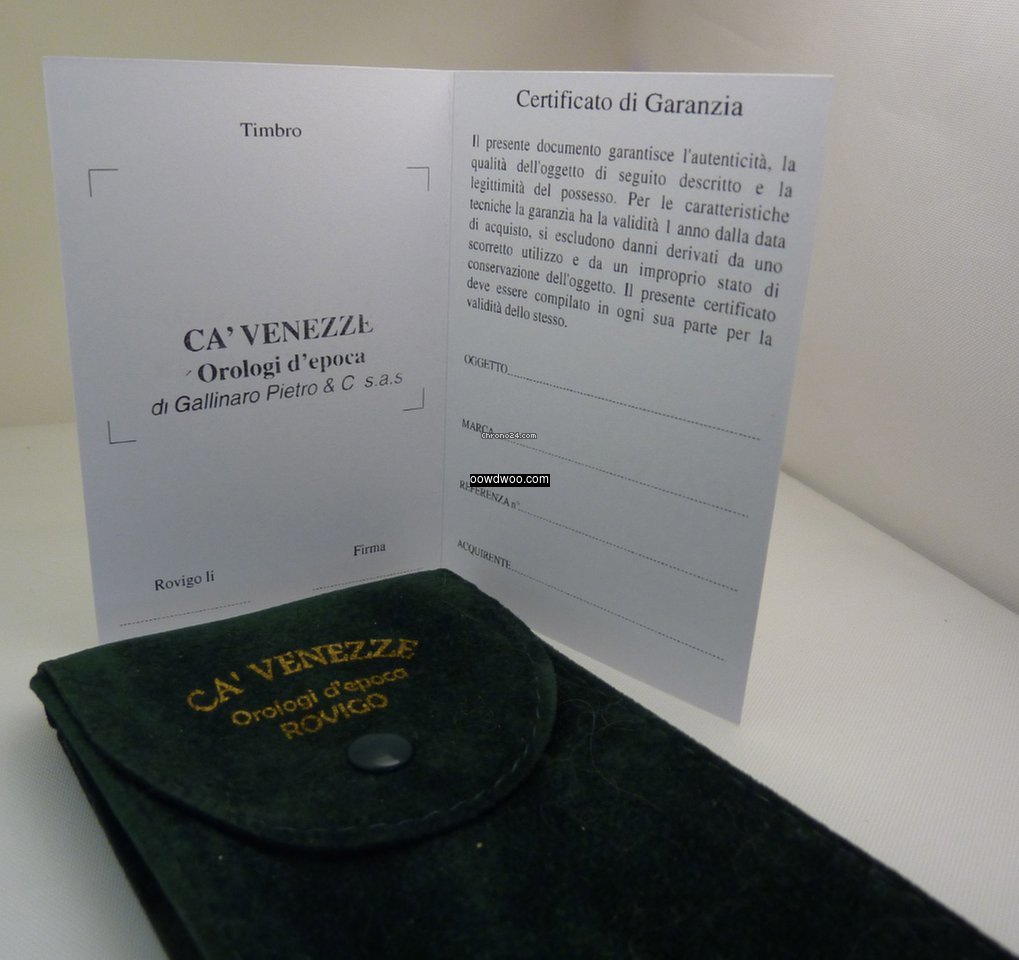 Timbro
CA' VENEZZE
Orologi d'epoca
di Gallinaro Pietro & C s.a.s
Firma
Rovigo li
Certificato di Garanzia
Il presente documento garantisce l'autenticità, la
qualità dell'oggetto di seguito descritto e la
legittimità del possesso. Per le caratteristiche
tecniche la garanzia ha la validità 1 anno dalla data
di acquisto, si escludono danni derivati da uno
scorretto utilizzo e da un improprio stato di
conservazione dell'oggetto. Il presente certificato
deve essere compilato in ogni sua parte per la
validità dello stesso.
OGGETTO
MARCA
Chrono24.com
oowdwoo.com
REFERENZA n°
ACQUIRENTE
CA' VENEZZE
Orologi d'epoca
ROVIGO